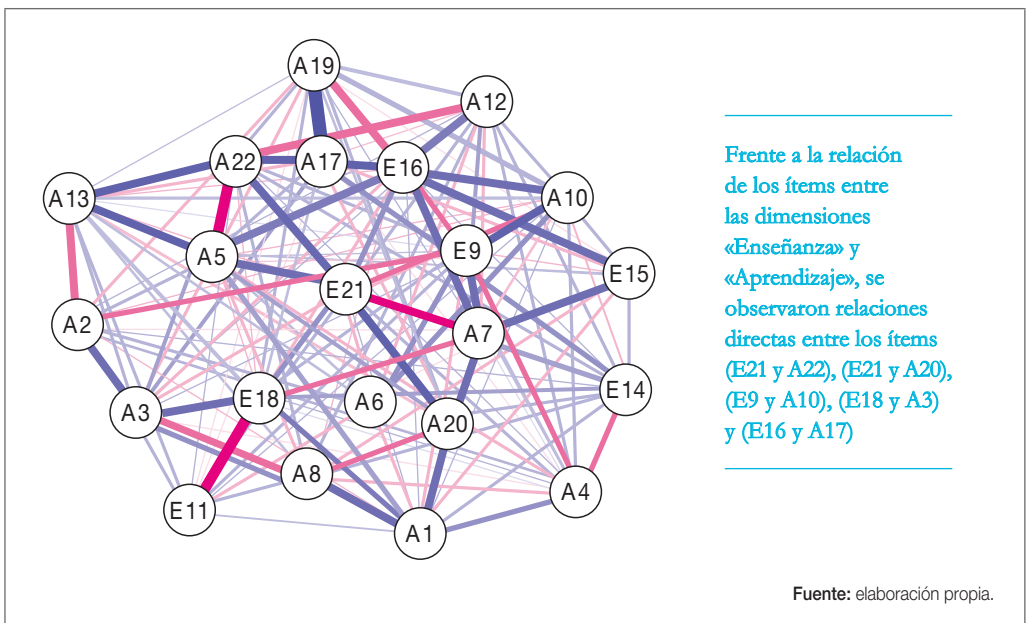 A19
A12
A22
A17
E16
A13
A10
A5
E9
E15
E21
A2
A7
E18
A6
E14
A3
A20
A8
A4
E11
A1
Frente a la relación
de los ítems entre
las dimensiones
«Enseñanza» y
«Aprendizaje», se
observaron relaciones
directas entre los ítems
(E21 y A22), (E21 y A20),
(E9 y A10), (E18 y A3)
y (E16 y A17)
Fuente: elaboración propia.